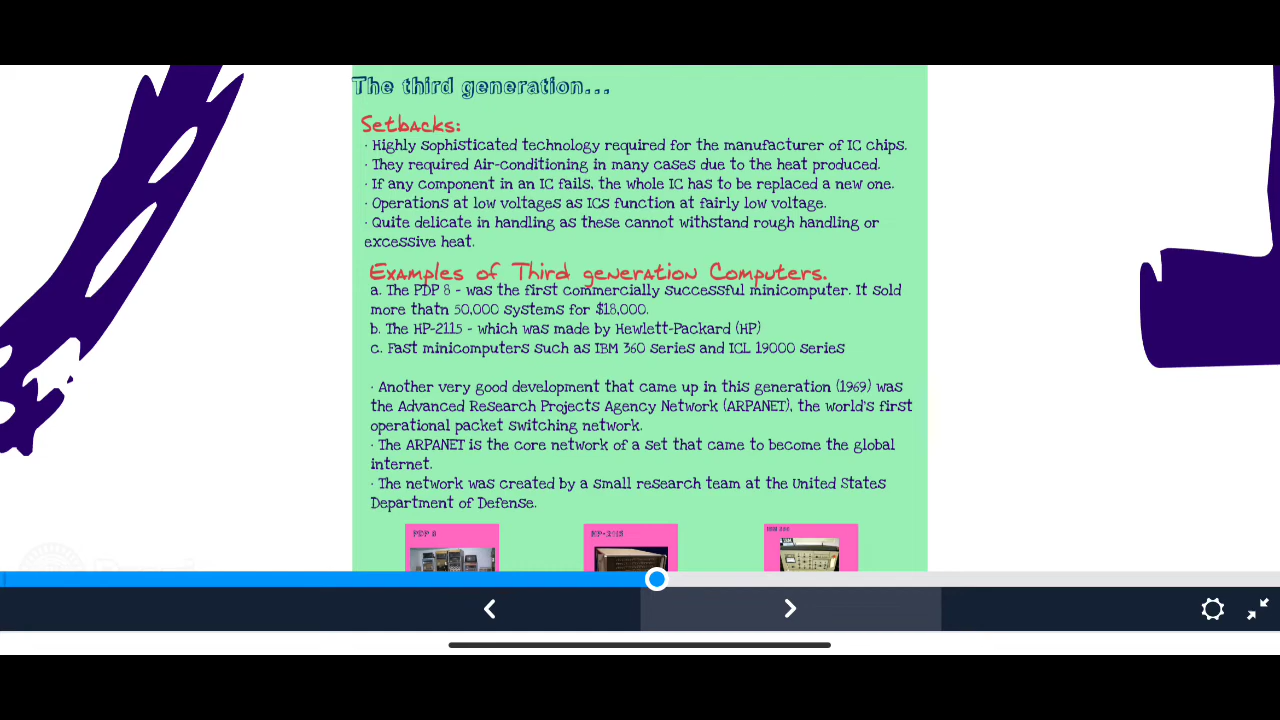 The third generation...
Setbacks:
· Highly sophisticated technology required for the manufacturer of IC chips.
· They required Air-conditioning in many cases due to the heat produced.
· If any component in an IC fails, the whole IC has to be replaced a new one.
· Operations at low voltages as ICs function at fairly low voltage.
· Quite delicate in handling as these cannot withstand rough handling or
excessive heat.
Examples of Third generation Computers.
a. The PDP 8 - was the first commercially successful minicomputer. It sold
more thatn 50,000 systems for $18,000.
b. The HP-2115 - which was made by Hewlett-Packard (HP)
c. Fast minicomputers such as IBM 360 series and ICL 19000 series
· Another very good development that came up in this generation (1969) was
the Advanced Research Projects Agency Network (ARPANET), the world's first
operational packet switching network.
· The ARPANET is the core network of a set that came to become the global
internet.
· The network was created by a small research team at the United States
Department of Defense.
PDP 8